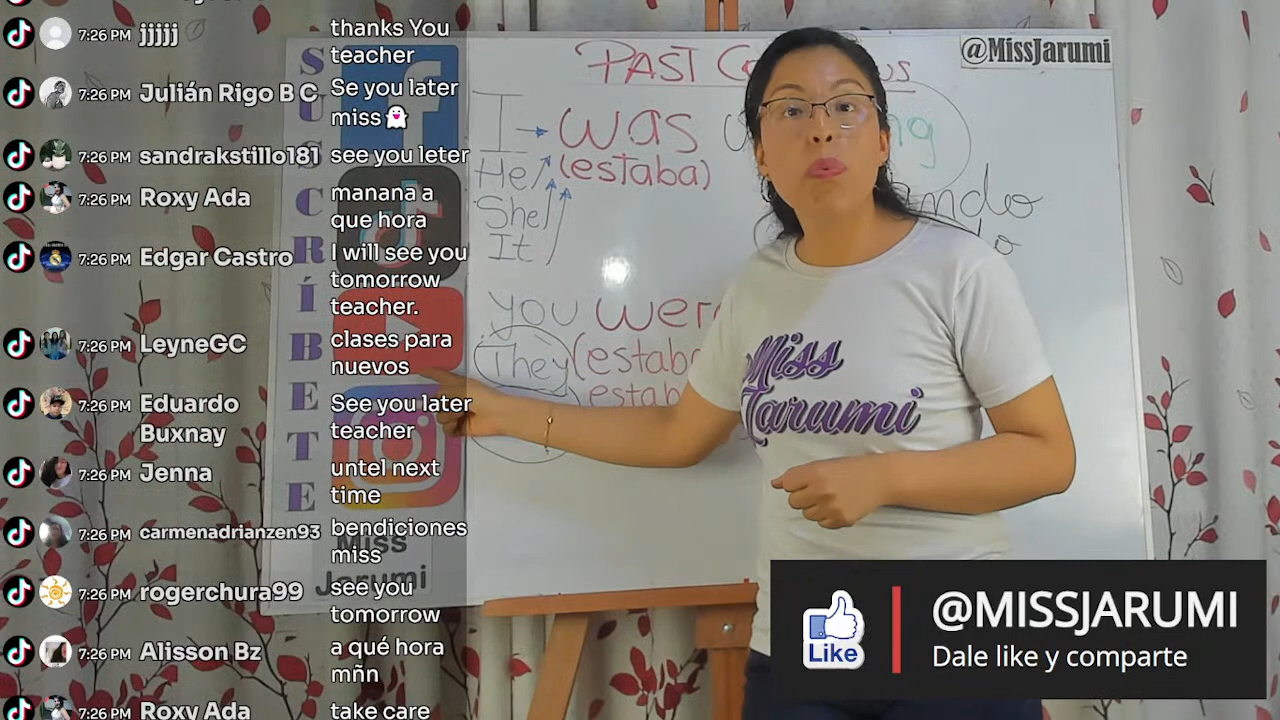 7:26 PM jjjjj thanks You
teacher
7:26 PM Julián Rigo B C Se you later
miss
7:26 PM sandrakstillo181 see you leter
7:26 PM Roxy Ada manana a
que hora
7:26 PM Edgar Castro I will see you
tomorrow
teacher.
7:26 PM LeyneGC clases para
nuevos
7:26 PM Eduardo See you later
Buxnay teacher
7:26 PM Jenna untel next
time
7:26 PM carmenadrianzen93 bendiciones
miss
7:26 PM rogerchura99 see you
tomorrow
7:26 PM Alisson Bz a qué hora
mñn
Roxy Ada take care
SUSCRÍBETE
Miss
Jarumi
@MissJarumi
PAST
I was
He (estaba)
She ando
It
you were
They
Miss
Jarumi
Like
@MISSJARUMI
Dale like y comparte